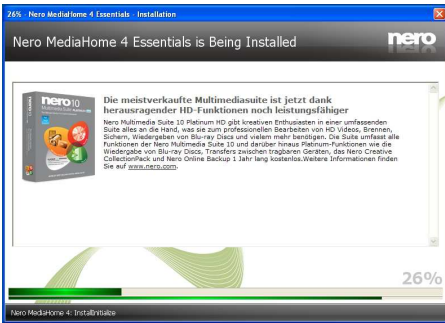 26% - Nero MediaHome 4 Essentials - Installation
Nero MediaHome 4 Essentials is Being Installed
nero
nero10
Die meistverkaufte Multimediasuite ist jetzt dank
herausragender HD-Funktionen noch leistungsfähiger
Nero Multimedia Suite 10 Platinum HD gibt kreativen Enthusiasten in einer umfassenden
Suite alles an die Hand, was sie zum professionellen Bearbeiten von HD Videos, Brennen,
Sichern, Wiedergeben von Blu-ray Discs und vielem mehr benötigen. Die Suite umfasst alle
Funktionen der Nero Multimedia Suite 10 und darüber hinaus Platinum-Funktionen wie die
Wiedergabe von Blu-ray Discs, Transfers zwischen tragbaren Geräten, das Nero Creative
CollectionPack und Nero Online Backup 1 Jahr lang kostenlos.Weitere Informationen finden
Sie auf www.nero.com.
26%
Nero MediaHome 4: InstallInitialize